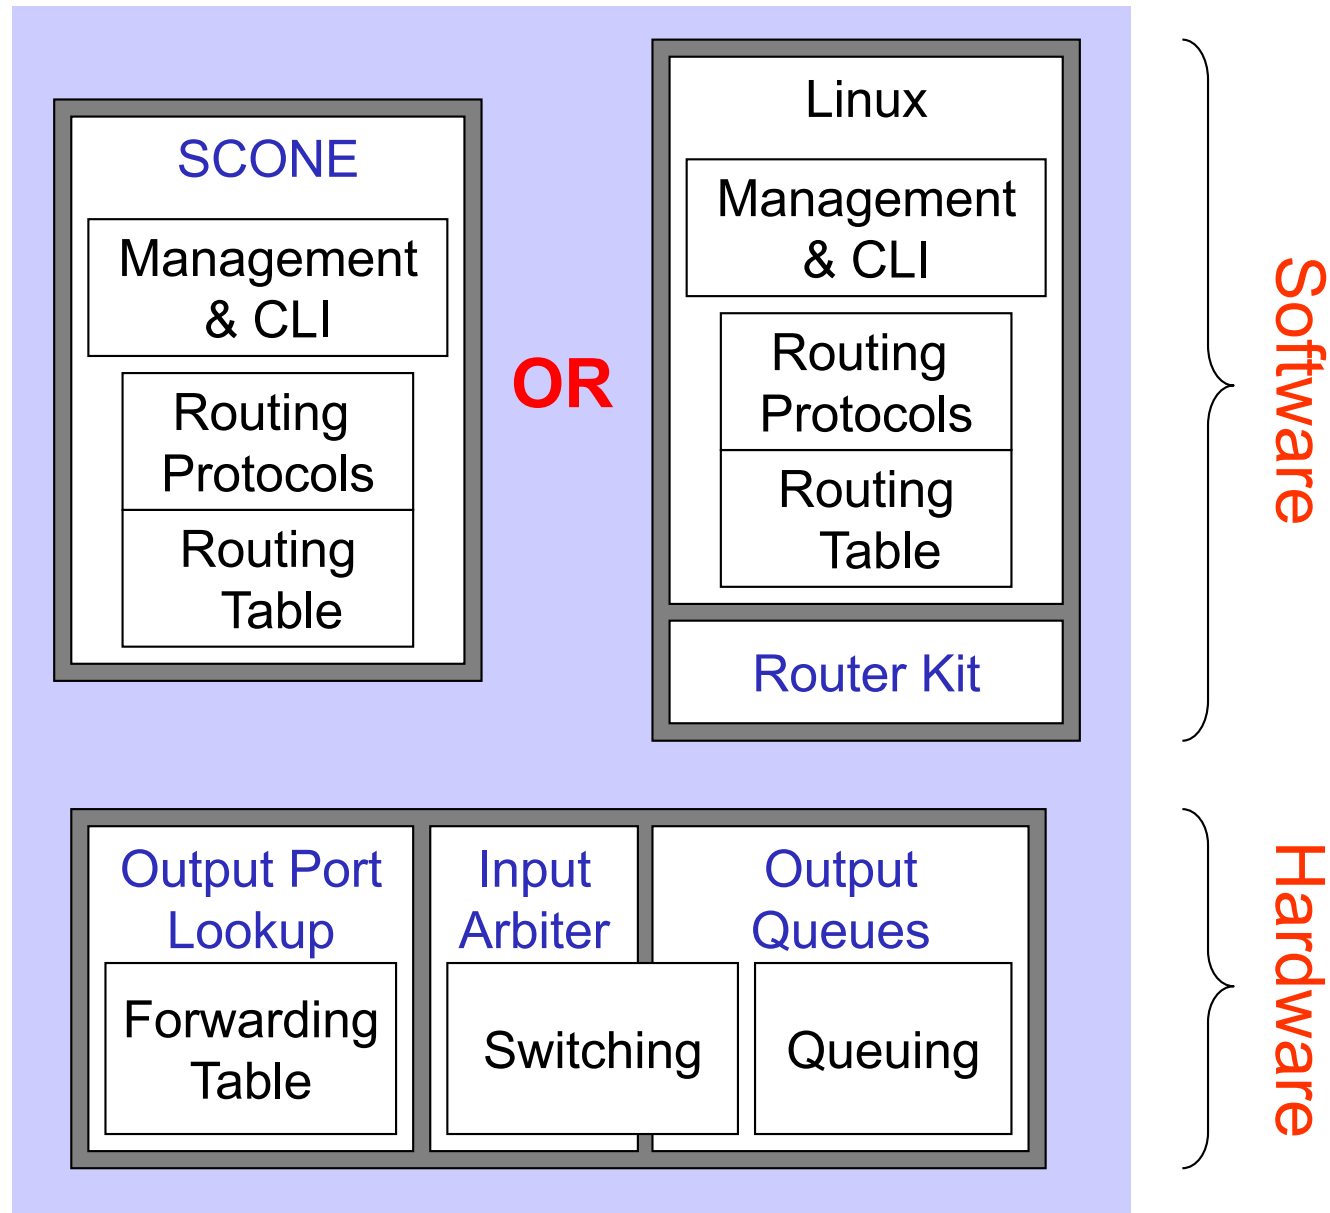 SCONE
Management
& CLI
Routing
Protocols
Routing
Table
OR
Linux
Management
& CLI
Routing
Protocols
Routing
Table
Router Kit
Software
Output Port
Lookup
Forwarding
Table
Input
Arbiter
Switching
Output
Queues
Queuing
Hardware